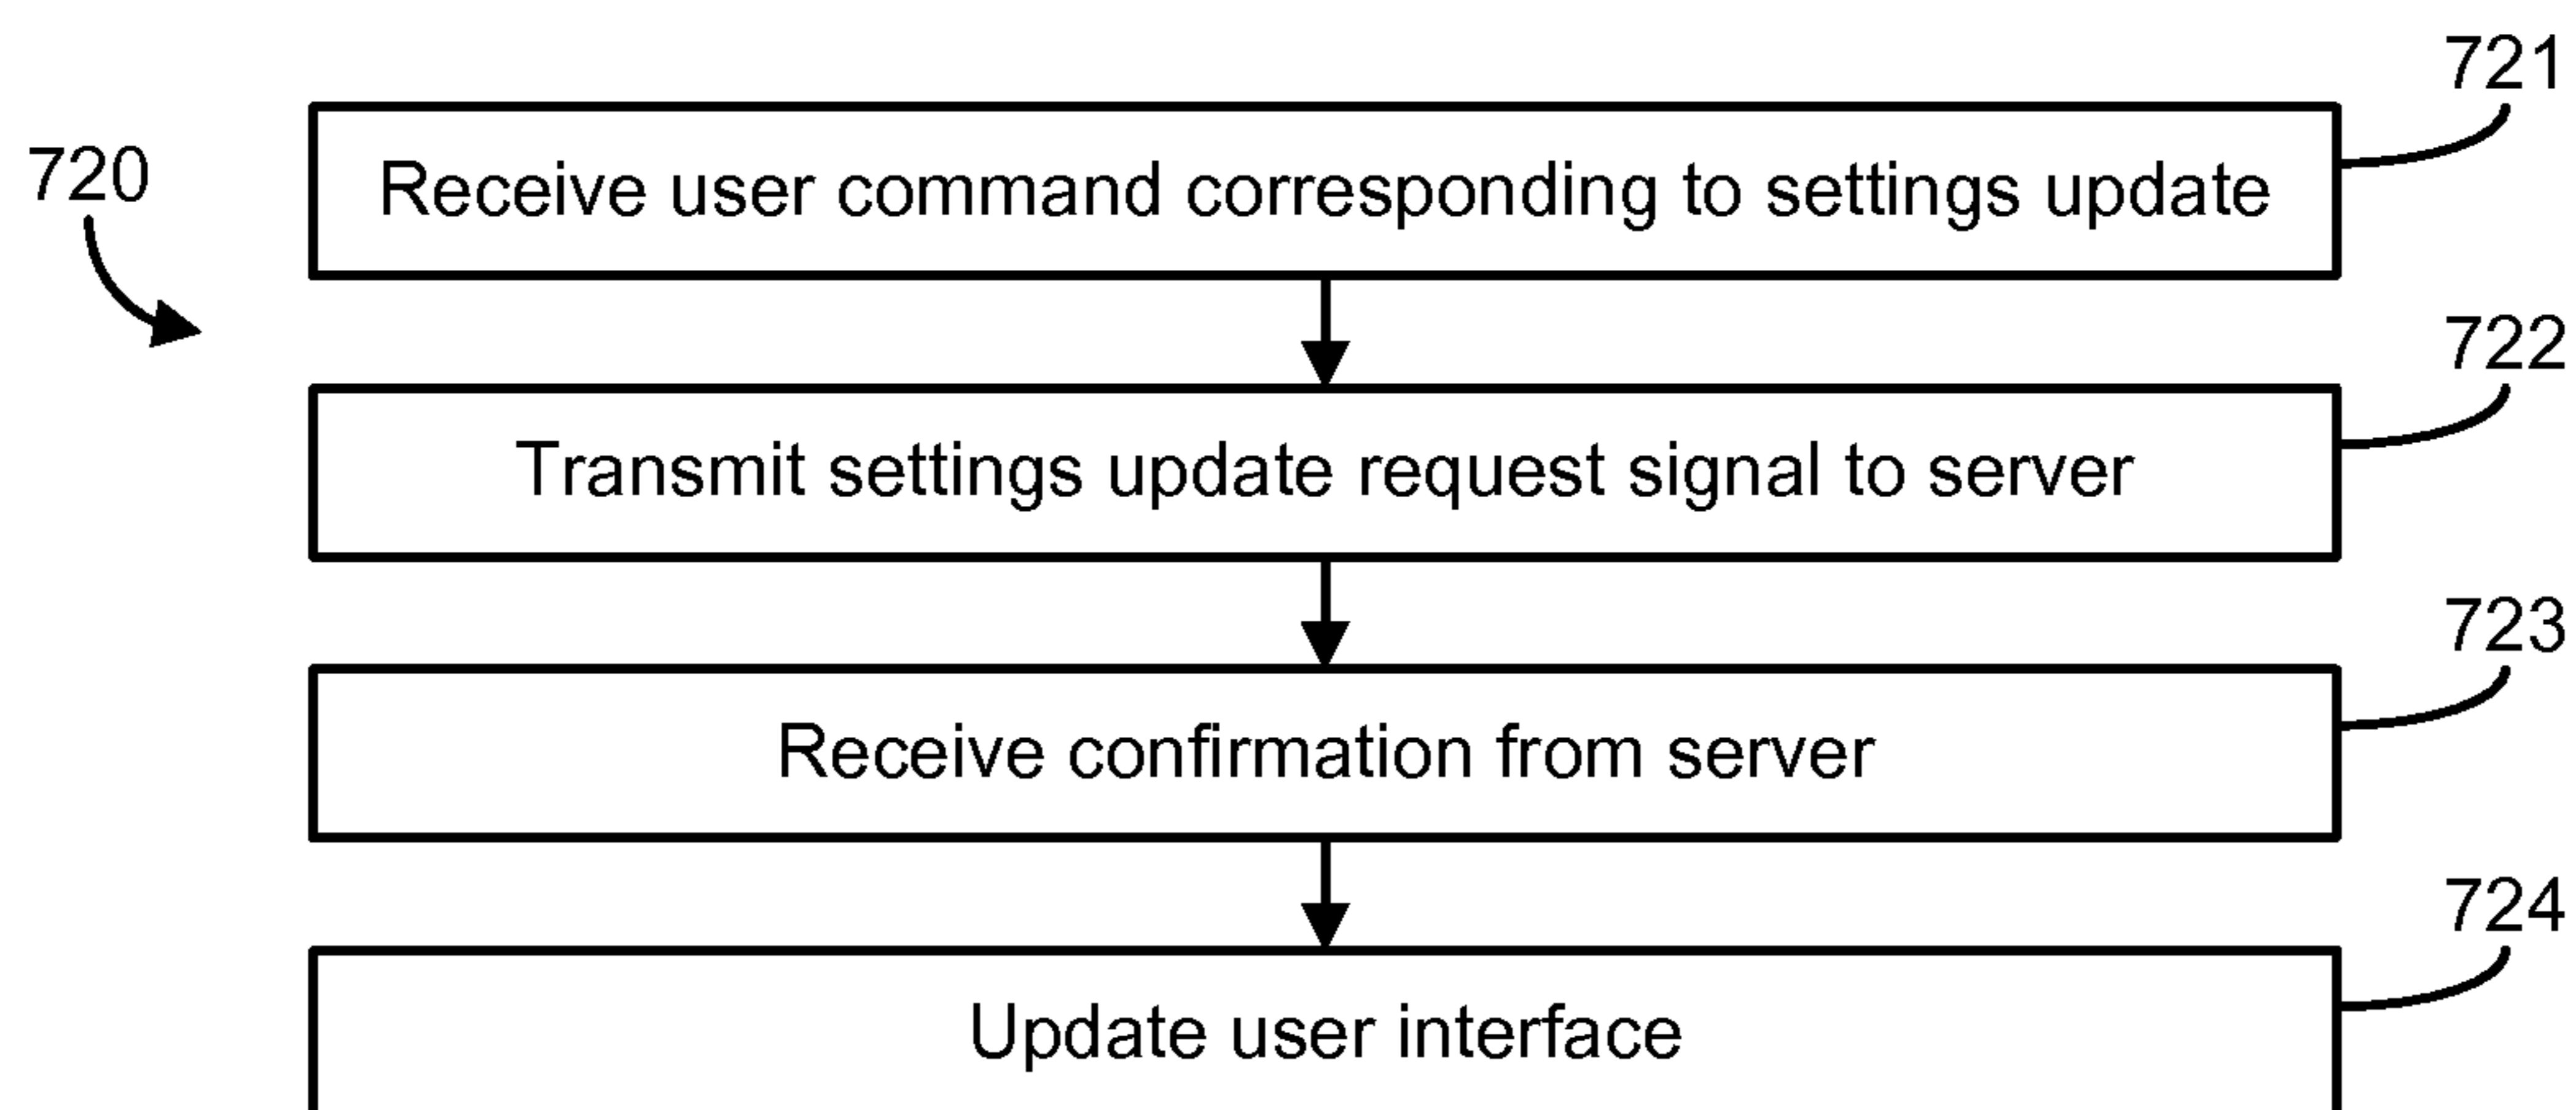 721
720
Receive user command corresponding to settings update
722
Transmit settings update request signal to server
723
Receive confirmation from server
724
Update user interface